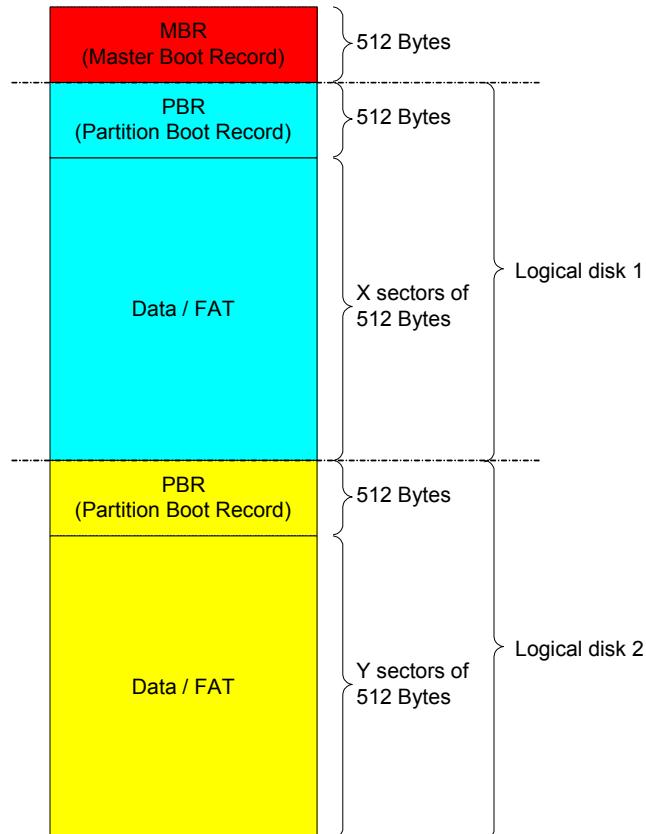 MBR
(Master Boot Record)
512 Bytes
PBR
(Partition Boot Record)
512 Bytes
Data / FAT
X sectors of
512 Bytes
Logical disk 1
PBR
(Partition Boot Record)
512 Bytes
Data / FAT
Y sectors of
512 Bytes
Logical disk 2